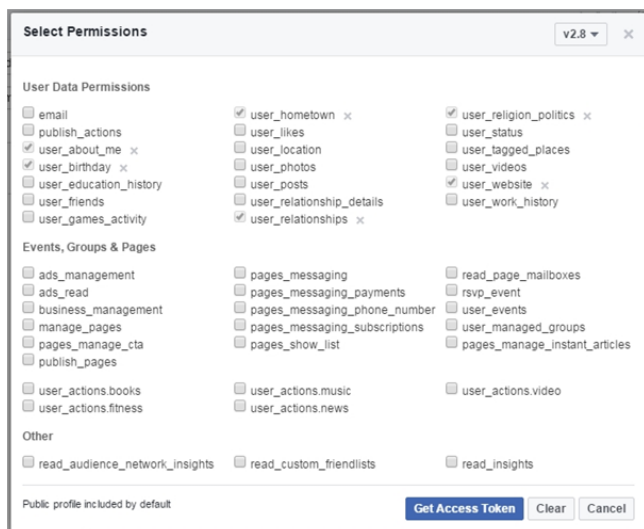 Select Permissions
v2.8
User Data Permissions
email
user_hometown
user_religion_politics
publish_actions
user_likes
user_status
user_about_me
user_location
user_tagged_places
user_birthday
user_photos
user_videos
user_education_history
user_posts
user_website
user_friends
user_relationship_details
user_work_history
user_games_activity
user_relationships
Events, Groups & Pages
ads_management
pages_messaging
read_page_mailboxes
ads_read
pages_messaging_payments
rsvp_event
business_management
pages_messaging_phone_number
user_events
manage_pages
pages_messaging_subscriptions
user_managed_groups
pages_manage_cta
pages_show_list
pages_manage_instant_articles
publish_pages
user_actions.books
user_actions.music
user_actions.video
user_actions.fitness
user_actions.news
Other
read_audience_network_insights
read_custom_friendlists
read_insights
Public profile included by default
Get Access Token
Clear
Cancel